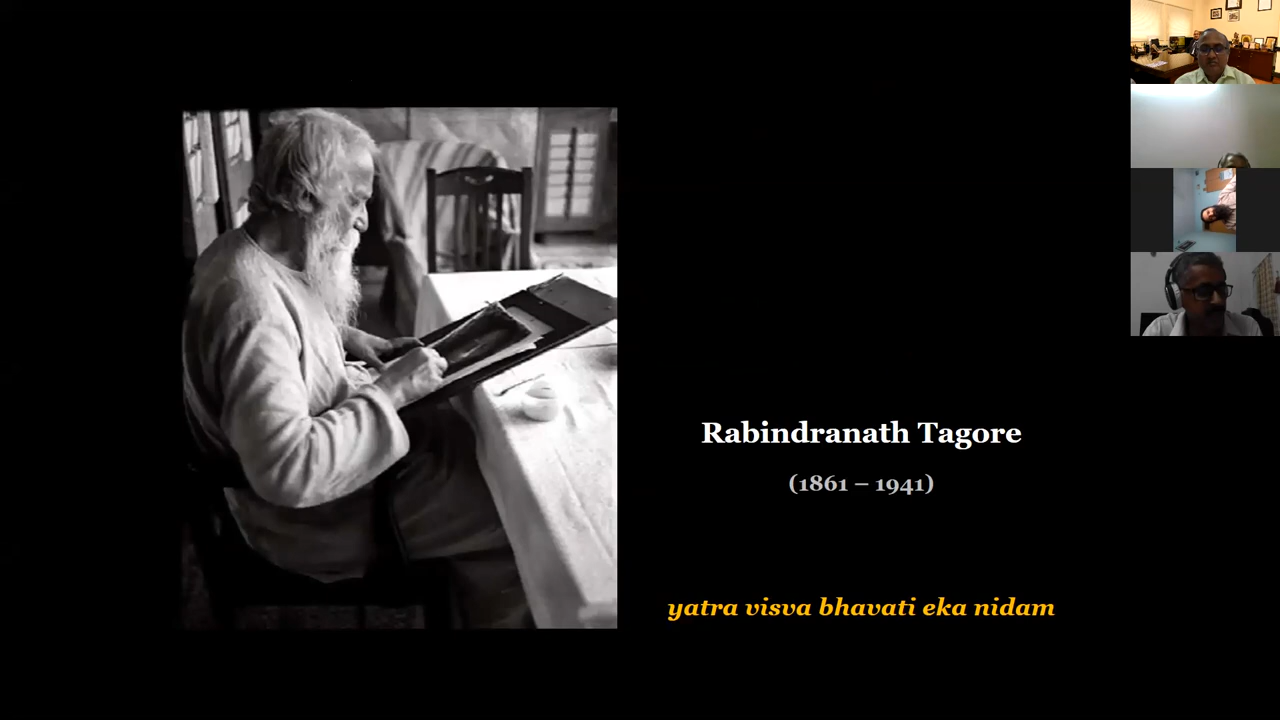 Rabindranath Tagore
(1861 – 1941)
yatra visva bhavati eka nidam